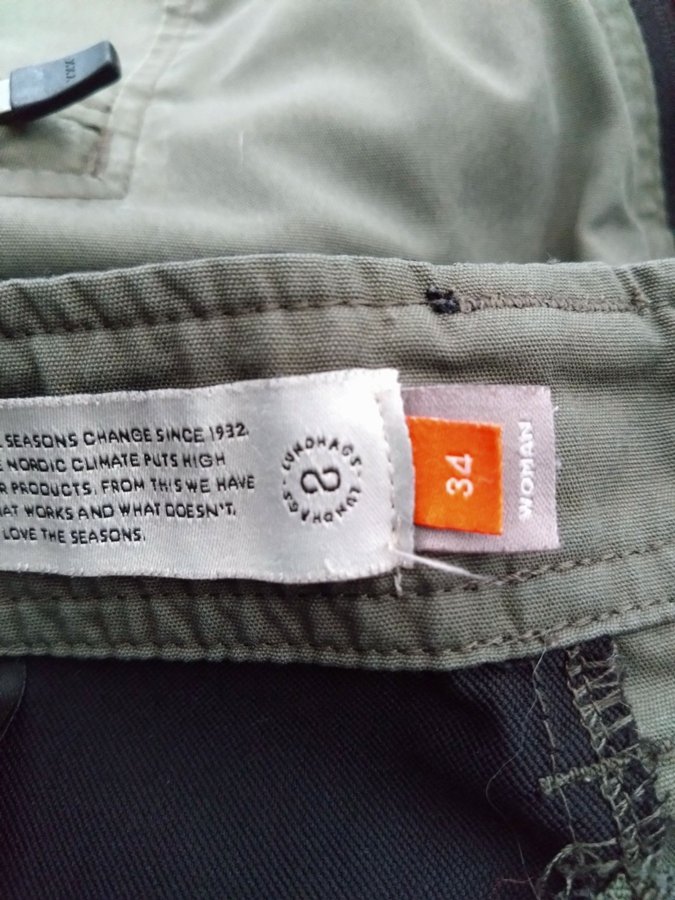 L SEASONS CHANGE SINCE 1932.
E NORDIC CLIMATE PUTS HIGH
R PRODUCTS. FROM THIS WE HAVE
HAT WORKS AND WHAT DOESN'T.
LOVE THE SEASONS.
LUNDHAGS · LUNDHAGS ·
34
WOMAN